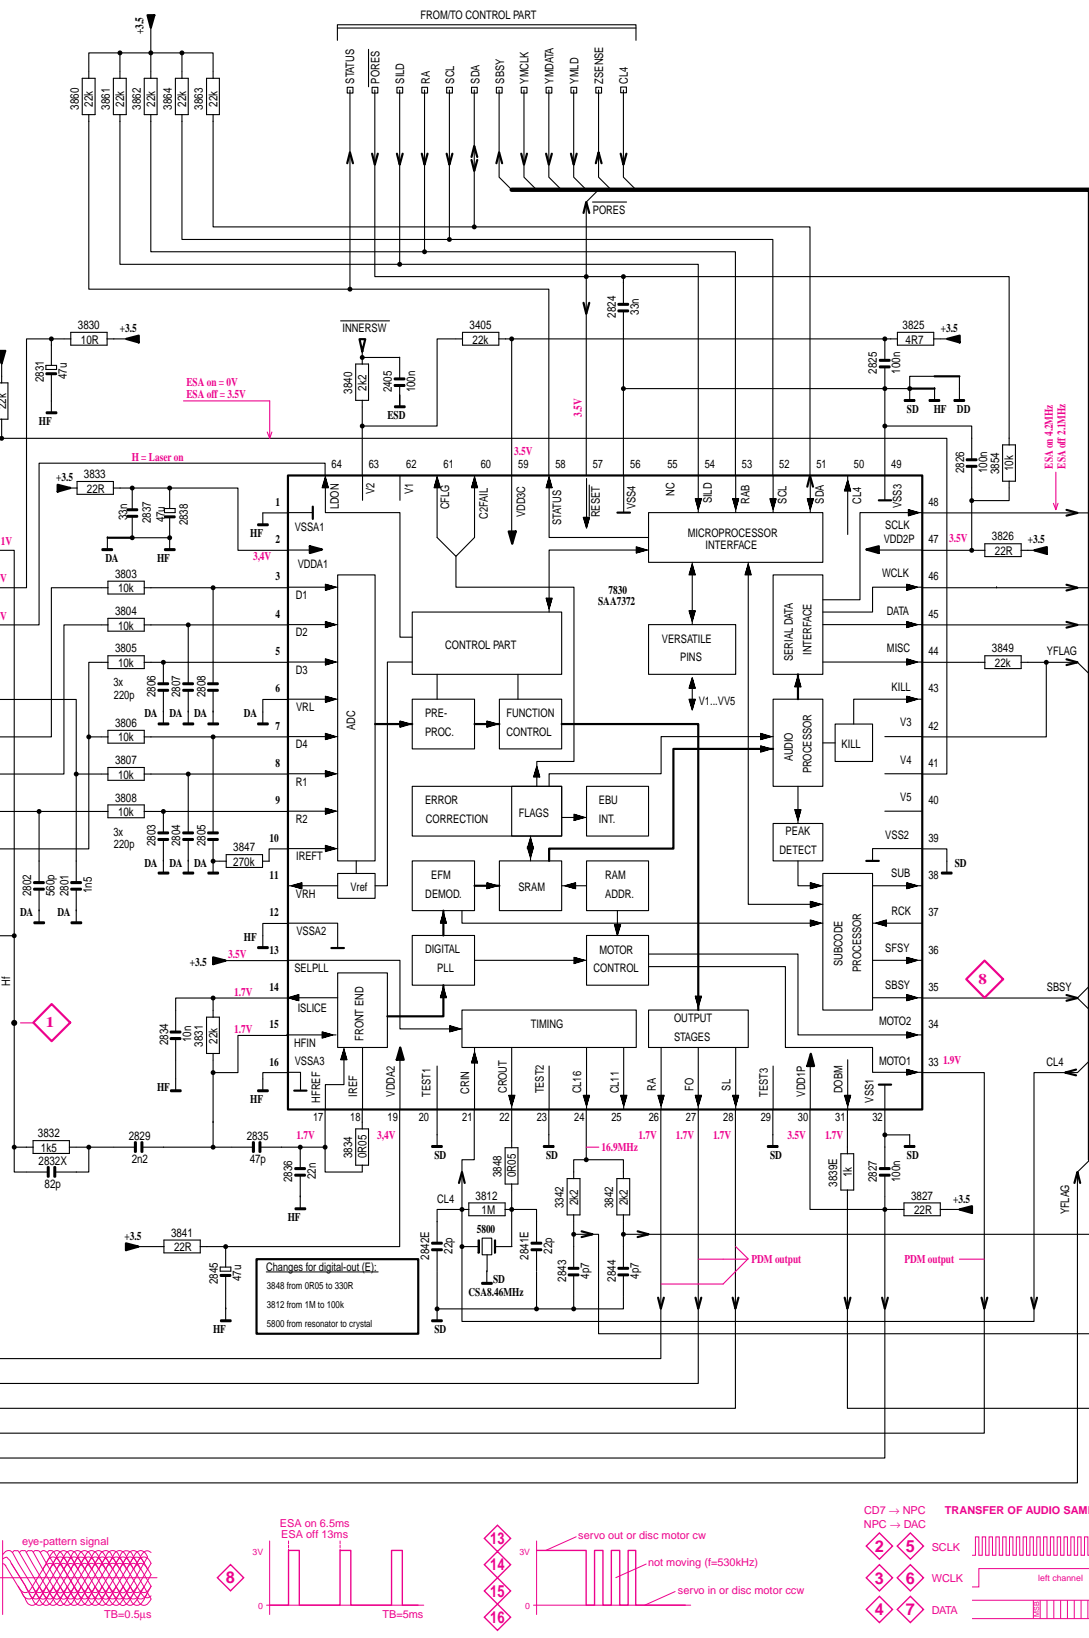 FROM/TO CONTROL PART
+3.5
STATUS
PORES
SILD
RA
SCL
SDA
SBSY
YMCLK
YMDATA
YMLD
ZSENSE
CL4
3860 22k
3861 22k
3862 22k
3864 22k
3863 22k
PORES
2824 33n
3830 10R +3.5
2831 47u
HF
22k
INNERSW
3840 2k2
2405 100n
ESD
3405 22k
3825 4R7 +3.5
2825 100n
SD HF DD
ESA on = 0V
ESA off = 3.5V
3.5V
ESA on 4.2MHz
ESA off 2.1MHz
2826 100n
3854 10k
H = Laser on
3.5V
64 63 62 61 60 59 58 57 56 55 54 53 52 51 50 49
LDON V2 V1 CFLG C2FAIL VDD3C STATUS RESET VSS4 NC SILD RAB SCL SDA CL4 VSS3
+3.5 3833 22R
33n 2837 47u 2838
DA HF
1V
V
V
1 HF VSSA1
2 3,4V VDDA1
3 D1
4 D2
5 D3
6 VRL
7 D4
8 R1
9 R2
10 IREFT
11 VRH
12 HF VSSA2
13 +3.5 3.5V SELPLL
14 1.7V ISLICE
15 1.7V HFIN
16 HF VSSA3
3803 10k
3804 10k
3805 10k
3x 220p 2806 2807 2808
DA DA DA DA
3806 10k
3807 10k
3808 10k
3x 220p 2803 2804 2805
DA DA DA
3847 270k
2802 560p 2801 1n5
DA DA
MICROPROCESSOR INTERFACE
7830
SAA7372
CONTROL PART
VERSATILE PINS
V1...VV5
ADC
PRE-PROC.
FUNCTION CONTROL
SERIAL DATA INTERFACE
AUDIO PROCESSOR
KILL
ERROR CORRECTION
FLAGS
EBU INT.
PEAK DETECT
Vref
EFM DEMOD.
SRAM
RAM ADDR.
SUBCODE PROCESSOR
DIGITAL PLL
MOTOR CONTROL
FRONT END
TIMING
OUTPUT STAGES
SCLK 48
VDD2P 47 3.5V 3826 22R +3.5
WCLK 46
DATA 45
MISC 44 3849 22k YFLAG
KILL 43
V3 42
V4 41
V5 40
VSS2 39 SD
SUB 38
RCK 37
SFSY 36
SBSY 35 8 SBSY
MOTO2 34
MOTO1 33 1.9V CL4
Hf
1
2834 10n 3831 22k
HF
HFREF IREF VDDA2 TEST1 CRIN CROUT TEST2 CL16 CL11 RA FO SL TEST3 VDD1P DOBM VSS1
17 18 19 20 21 22 23 24 25 26 27 28 29 30 31 32
1.7V 3,4V 1.7V 1.7V 1.7V 3.5V 1.7V
3832 1k5
2832X 82p
2829 2n2
2835 47p
2836 22n
HF
3834 0R05
SD
3848 0R05
SD
16.9MHz
SD
SD
3839E 1k
2827 100n
3827 22R +3.5
YFLAG
CL4 3812 1M
5800
2842E 22p
2841E 22p
SD
CSA8.46MHz
SD
3342 2k2
3842 2k2
2843 4p7
2844 4p7
SD
PDM output
PDM output
+3.5 3841 22R
2845 47u
HF
Changes for digital-out (E):
3848 from 0R05 to 330R
3812 from 1M to 100k
5800 from resonator to crystal
eye-pattern signal
TB=0.5µs
8
ESA on 6.5ms
ESA off 13ms
3V
0
TB=5ms
13
14
15
16
3V
0
servo out or disc motor cw
not moving (f=530kHz)
servo in or disc motor ccw
CD7 → NPC TRANSFER OF AUDIO SAM
NPC → DAC
2 5 SCLK
3 6 WCLK left channel
4 7 DATA MSB